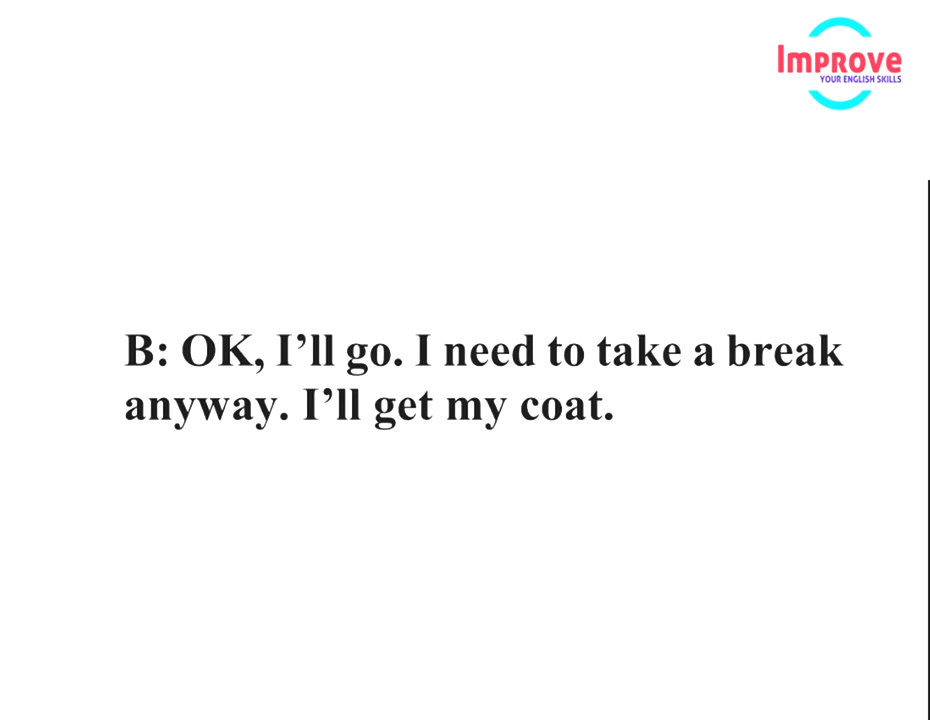 Improve
YOUR ENGLISH SKILLS
B: OK, I’ll go. I need to take a break
anyway. I’ll get my coat.